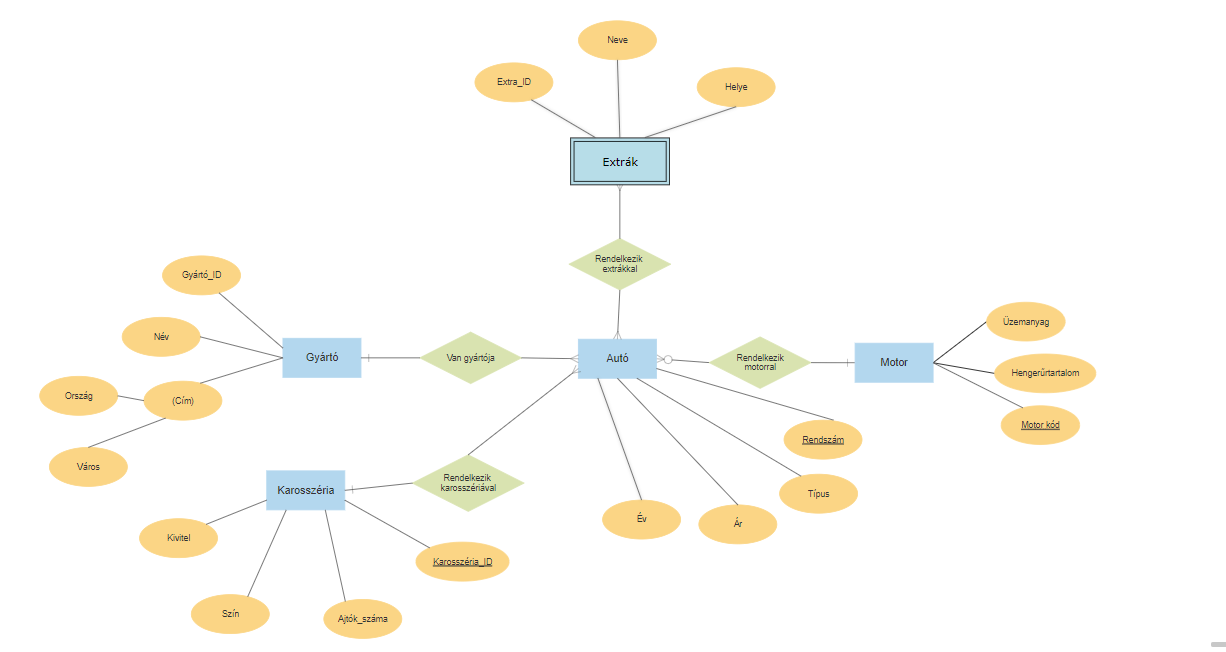 Neve
Extra_ID
Helye
Extrák
Rendelkezik
extrákkal
Gyártó_ID
Név
Gyártó
Ország
(Cím)
Város
Van gyártója
Autó
Rendelkezik
motorral
Motor
Üzemanyag
Hengerűrtartalom
Motor kód
Rendszám
Típus
Ár
Év
Rendelkezik
karosszériával
Karosszéria
Kivitel
Szín
Ajtók_száma
Karosszéria_ID